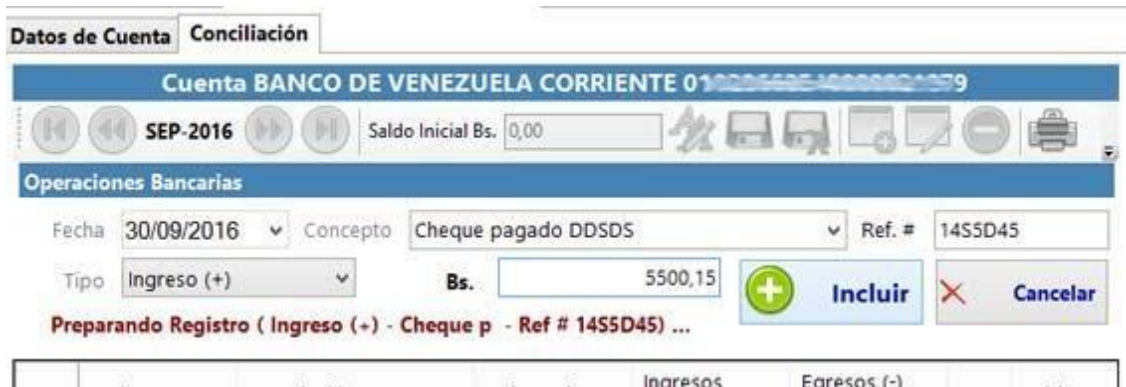 Datos de Cuenta Conciliación
Cuenta BANCO DE VENEZUELA CORRIENTE
SEP-2016 Saldo Inicial Bs. 0,00
Operaciones Bancarias
Fecha 30/09/2016 Concepto Cheque pagado DDSDS Ref. # 14S5D45
Tipo Ingreso (+) Bs. 5500,15 Incluir Cancelar
Preparando Registro ( Ingreso (+) - Cheque p - Ref # 14S5D45) ...
Ingresos Egresos (-)